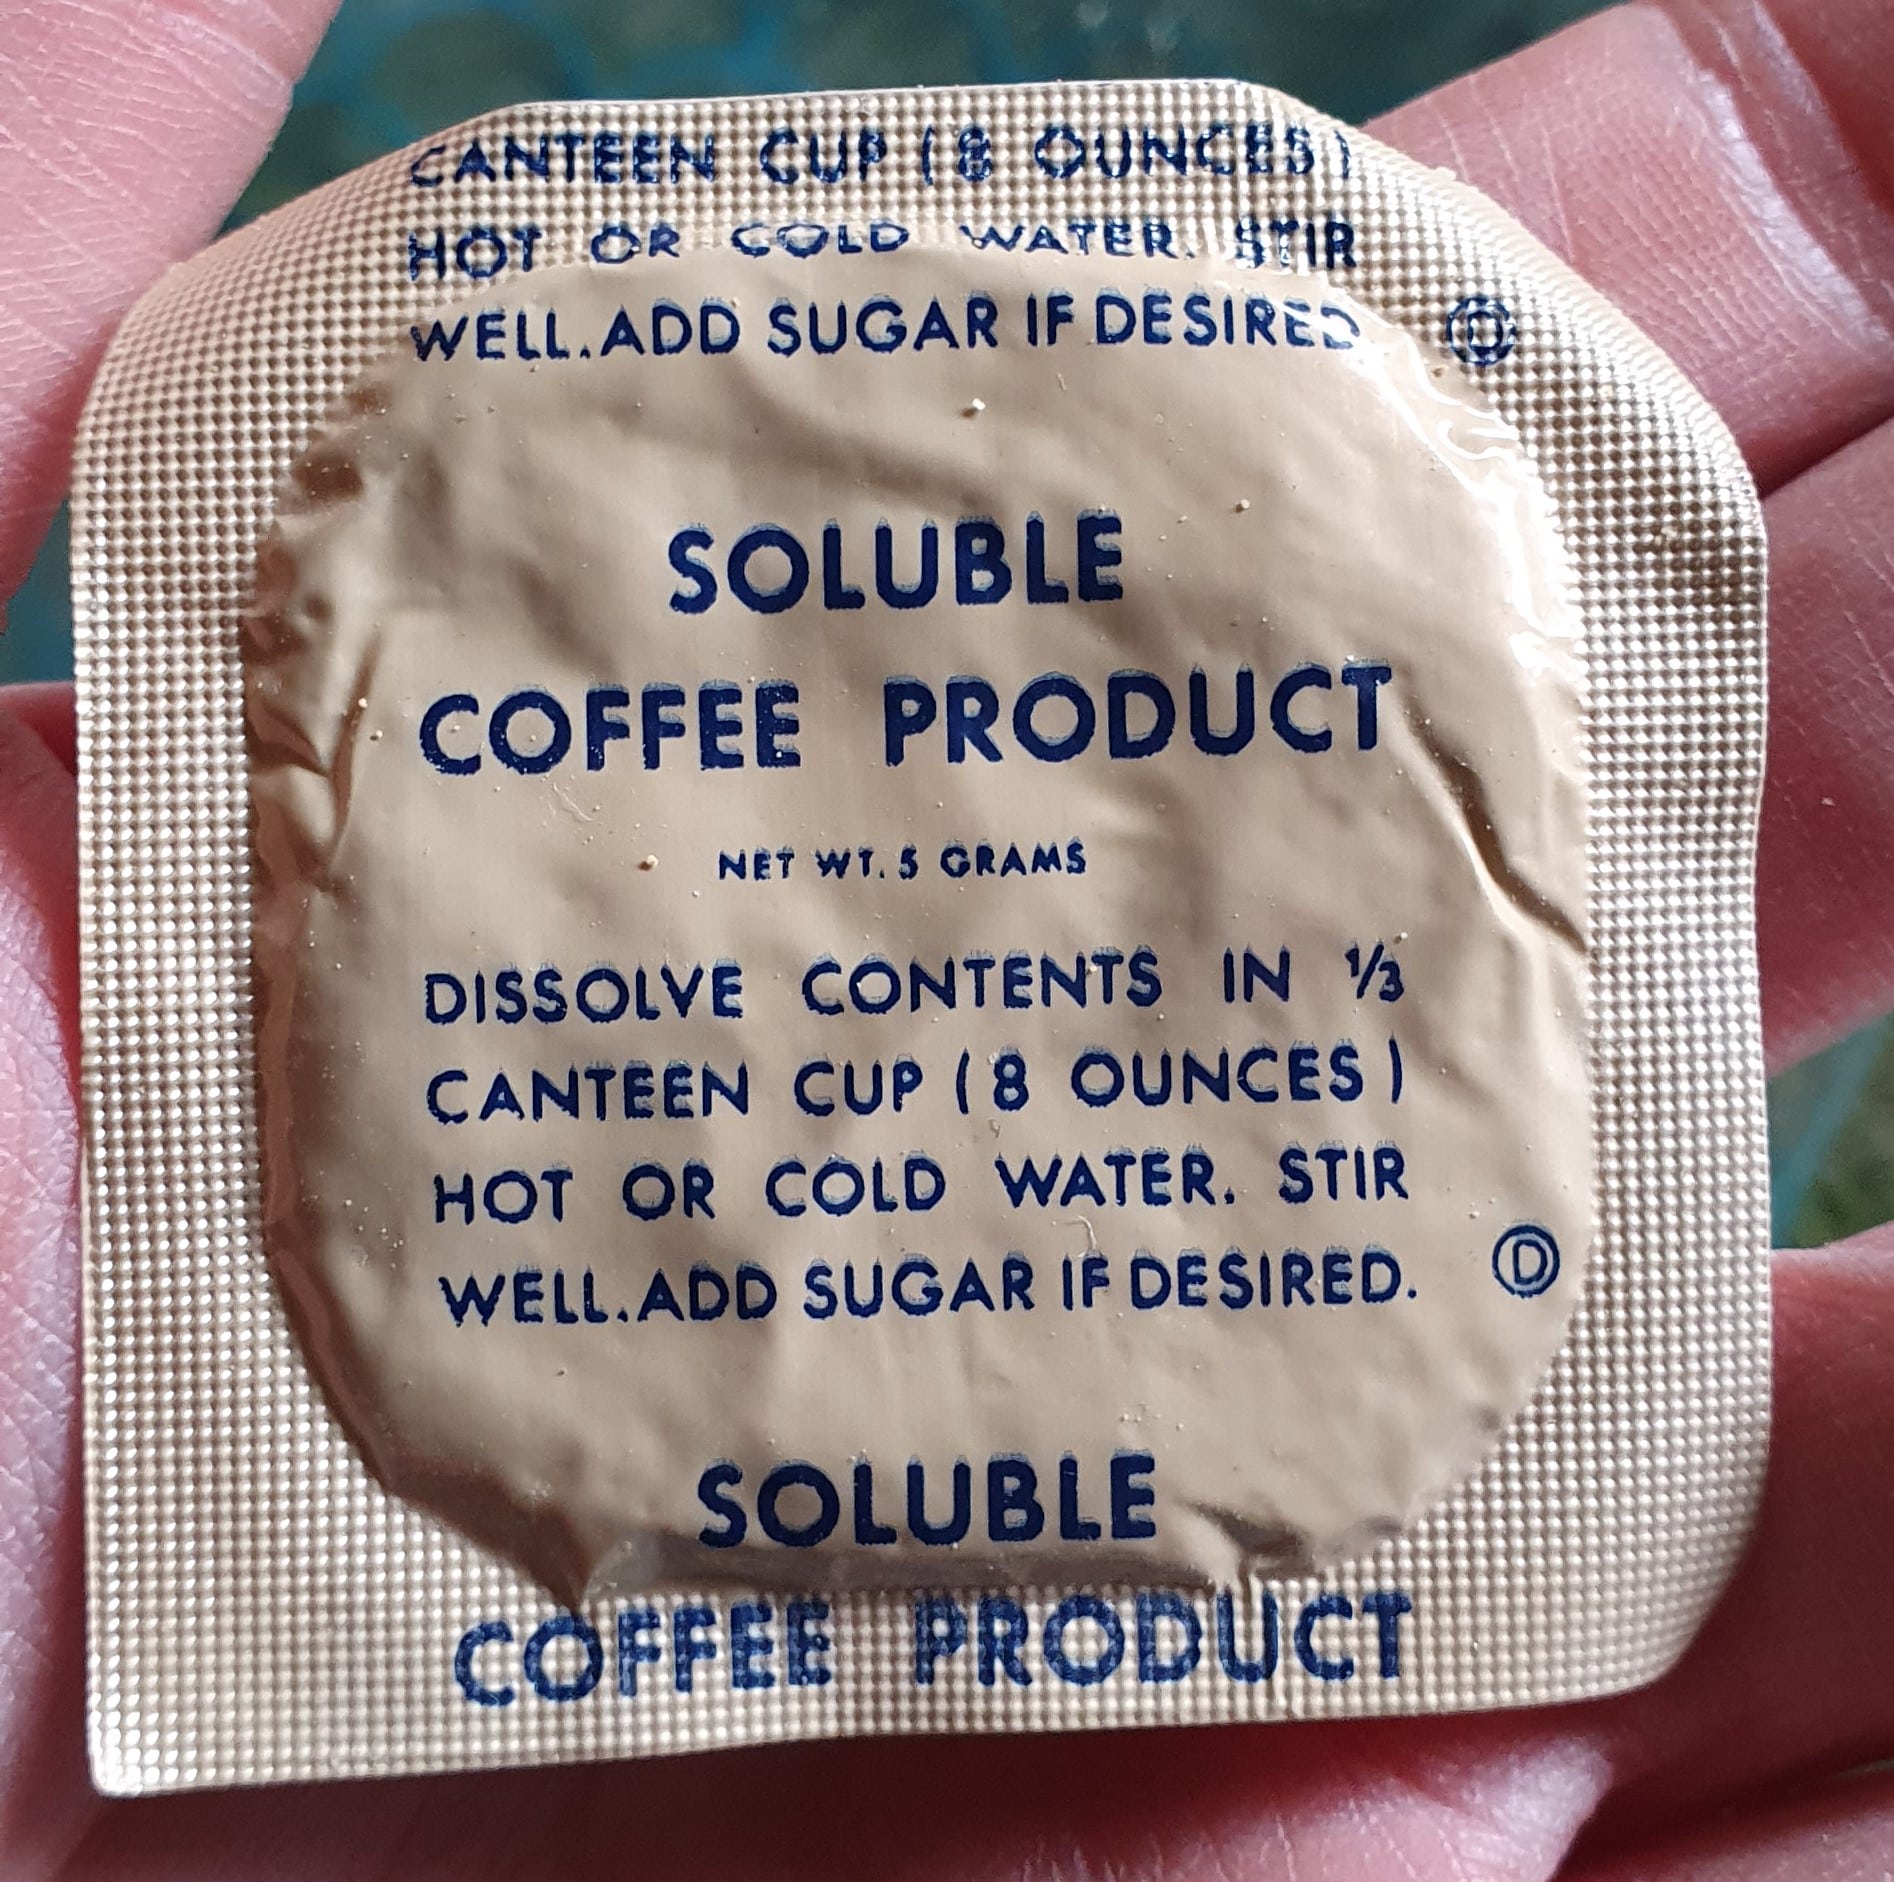 CANTEEN CUP (8 OUNCES)
HOT OR COLD WATER. STIR
WELL. ADD SUGAR IF DESIRED Ⓓ
SOLUBLE
COFFEE PRODUCT
NET WT. 5 GRAMS
DISSOLVE CONTENTS IN 1/3
CANTEEN CUP (8 OUNCES)
HOT OR COLD WATER. STIR
WELL. ADD SUGAR IF DESIRED. Ⓓ
SOLUBLE
COFFEE PRODUCT